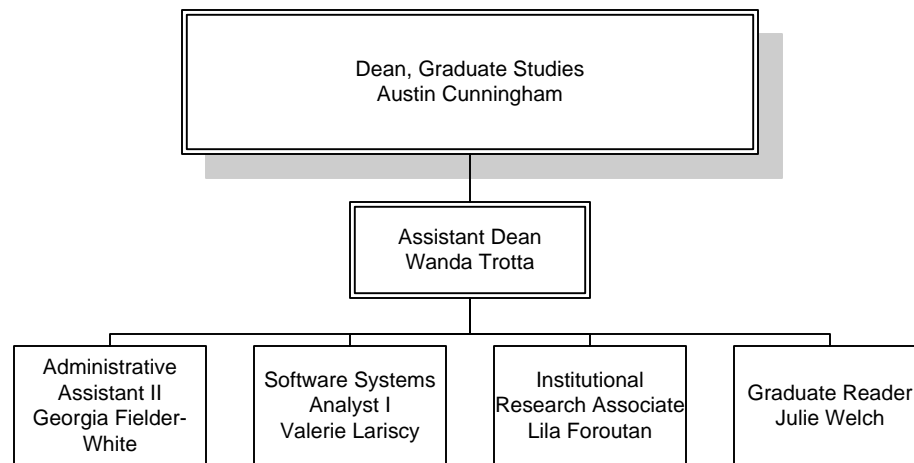 Dean, Graduate Studies
Austin Cunningham
Assistant Dean
Wanda Trotta
Administrative
Assistant II
Georgia Fielder-
White
Software Systems
Analyst I
Valerie Lariscy
Institutional
Research Associate
Lila Foroutan
Graduate Reader
Julie Welch